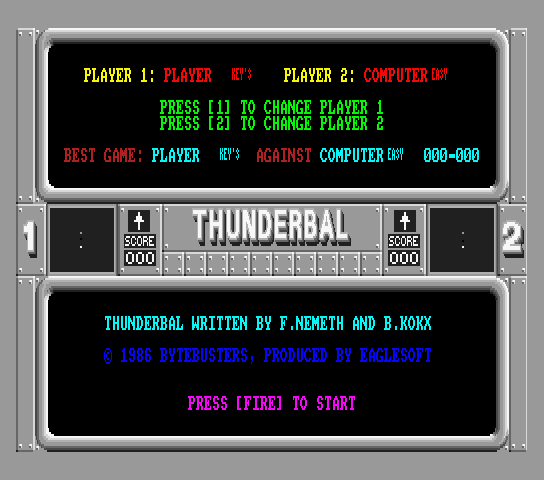 PLAYER 1: PLAYER KEY'S PLAYER 2: COMPUTER EASY
PRESS [1] TO CHANGE PLAYER 1
PRESS [2] TO CHANGE PLAYER 2
BEST GAME: PLAYER KEY'S AGAINST COMPUTER EASY 000-000
1 : SCORE 000 THUNDERBAL SCORE 000 : 2
THUNDERBAL WRITTEN BY F.NEMETH AND B.KOKX
© 1986 BYTEBUSTERS, PRODUCED BY EAGLESOFT
PRESS [FIRE] TO START